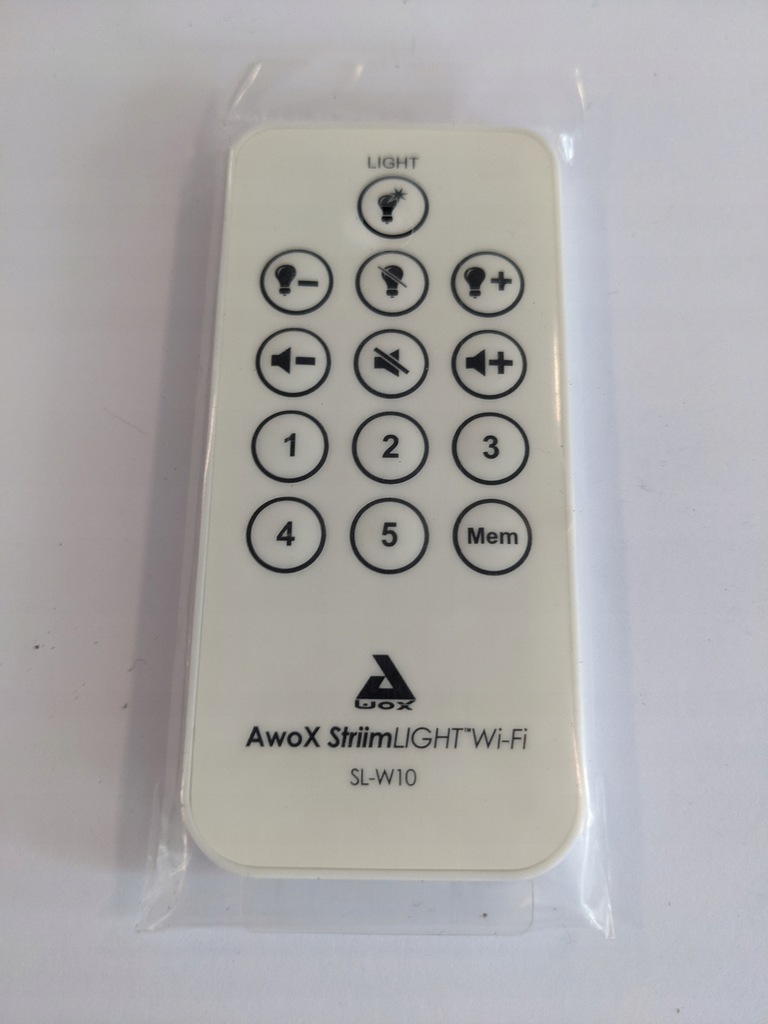 LIGHT
1 2 3
4 5 Mem
AWOX
AwoX StriimLIGHT™Wi-Fi
SL-W10